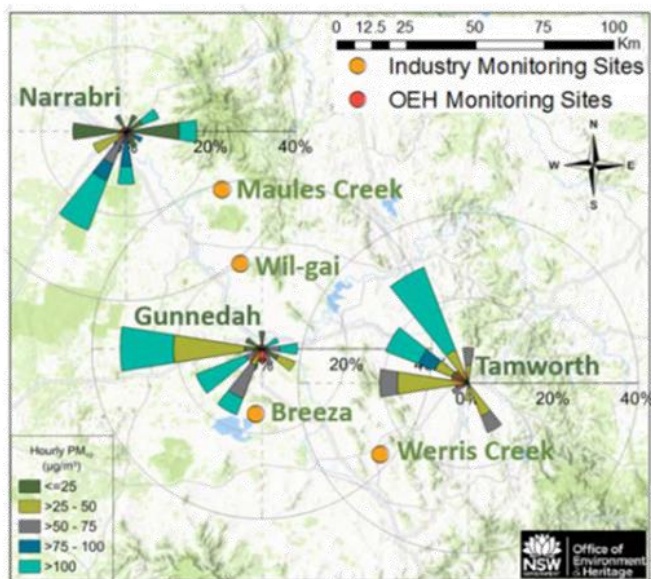 0 12.5 25 50 75 100
Km
Industry Monitoring Sites
OEH Monitoring Sites
Narrabri
20% 40%
N
W E
S
Maules Creek
Wil-gai
Gunnedah
20% 40%
Tamworth
0% 20% 40%
Breeza
Werris Creek
Hourly PM₁₀
(µg/m³)
<=25
>25 - 50
>50 - 75
>75 - 100
>100
NSW
GOVERNMENT
Office of
Environment
& Heritage